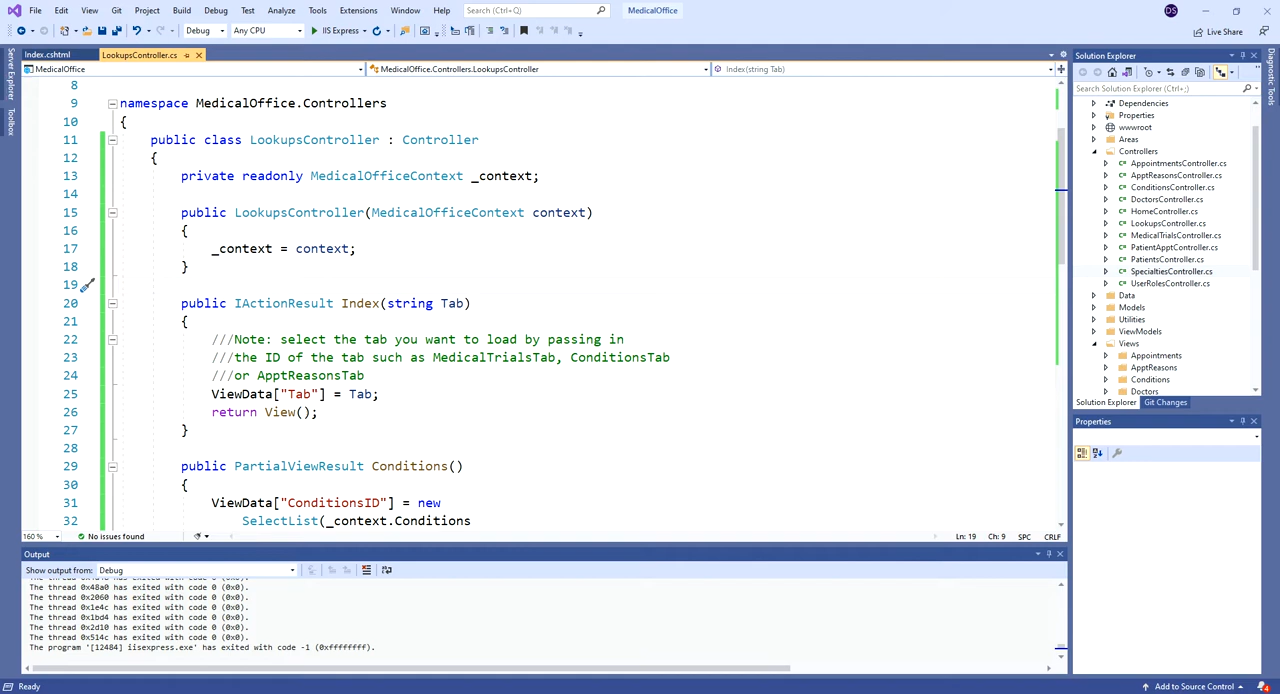 File Edit View Git Project Build Debug Test Analyze Tools Extensions Window Help Search (Ctrl+Q) MedicalOffice DS
Debug Any CPU IIS Express Live Share
Index.cshtml LookupsController.cs Solution Explorer
MedicalOffice MedicalOffice.Controllers.LookupsController Index(string Tab)
Search Solution Explorer (Ctrl+;)
Server Explorer
Toolbox
Diagnostic Tools
8
9 namespace MedicalOffice.Controllers
10 {
11 public class LookupsController : Controller
12 {
13 private readonly MedicalOfficeContext _context;
14
15 public LookupsController(MedicalOfficeContext context)
16 {
17 _context = context;
18 }
19
20 public IActionResult Index(string Tab)
21 {
22 ///Note: select the tab you want to load by passing in
23 ///the ID of the tab such as MedicalTrialsTab, ConditionsTab
24 ///or ApptReasonsTab
25 ViewData["Tab"] = Tab;
26 return View();
27 }
28
29 public PartialViewResult Conditions()
30 {
31 ViewData["ConditionsID"] = new
32 SelectList(_context.Conditions
Dependencies
Properties
wwwroot
Areas
Controllers
C# AppointmentsController.cs
C# ApptReasonsController.cs
C# ConditionsController.cs
C# DoctorsController.cs
C# HomeController.cs
C# LookupsController.cs
C# MedicalTrialsController.cs
C# PatientApptController.cs
C# PatientsController.cs
C# SpecialtiesController.cs
C# UserRolesController.cs
Data
Models
Utilities
ViewModels
Views
Appointments
ApptReasons
Conditions
Doctors
Solution Explorer Git Changes
Properties
160 % No issues found Ln: 19 Ch: 9 SPC CRLF
Output
Show output from: Debug
The thread 0x48a0 has exited with code 0 (0x0).
The thread 0x2060 has exited with code 0 (0x0).
The thread 0x1e4c has exited with code 0 (0x0).
The thread 0x1bd4 has exited with code 0 (0x0).
The thread 0x2d10 has exited with code 0 (0x0).
The thread 0x514c has exited with code 0 (0x0).
The program '[12484] iisexpress.exe' has exited with code -1 (0xffffffff).
Ready Add to Source Control 4